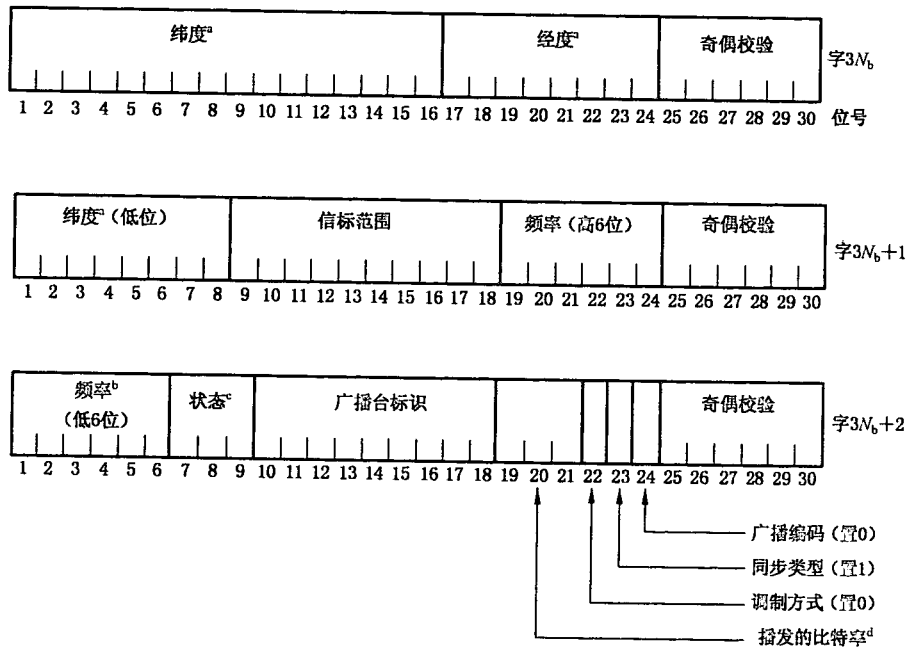 纬度ᵃ 经度ᵃ 奇偶校验 字3Nb
1 2 3 4 5 6 7 8 9 10 11 12 13 14 15 16 17 18 19 20 21 22 23 24 25 26 27 28 29 30 位号
纬度ᵃ(低位) 信标范围 频率(高6位) 奇偶校验 字3Nb+1
1 2 3 4 5 6 7 8 9 10 11 12 13 14 15 16 17 18 19 20 21 22 23 24 25 26 27 28 29 30
频率ᵇ 状态ᶜ 广播台标识 奇偶校验 字3Nb+2
(低6位)
1 2 3 4 5 6 7 8 9 10 11 12 13 14 15 16 17 18 19 20 21 22 23 24 25 26 27 28 29 30
广播编码(置0)
同步类型(置1)
调制方式(置0)
播发的比特率ᵈ